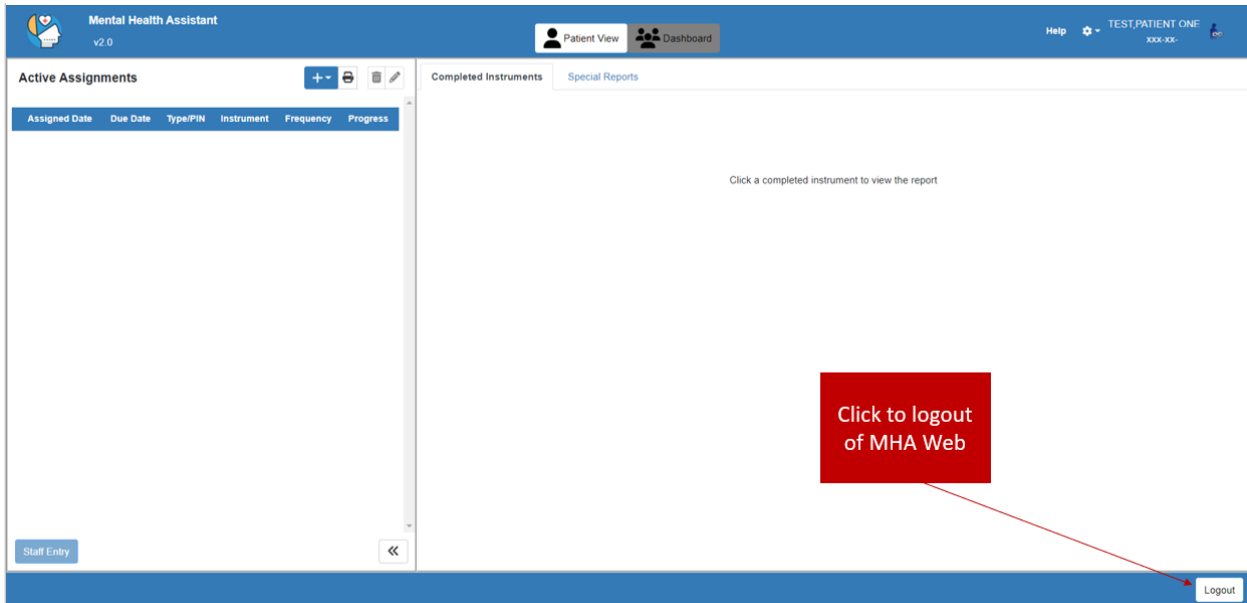 Mental Health Assistant
v2.0
Patient View
Dashboard
Help
TEST,PATIENT ONE
xxx-xx-
Active Assignments
Completed Instruments
Special Reports
Assigned Date Due Date Type/PIN Instrument Frequency Progress
Click a completed instrument to view the report
Click to logout
of MHA Web
Staff Entry
Logout